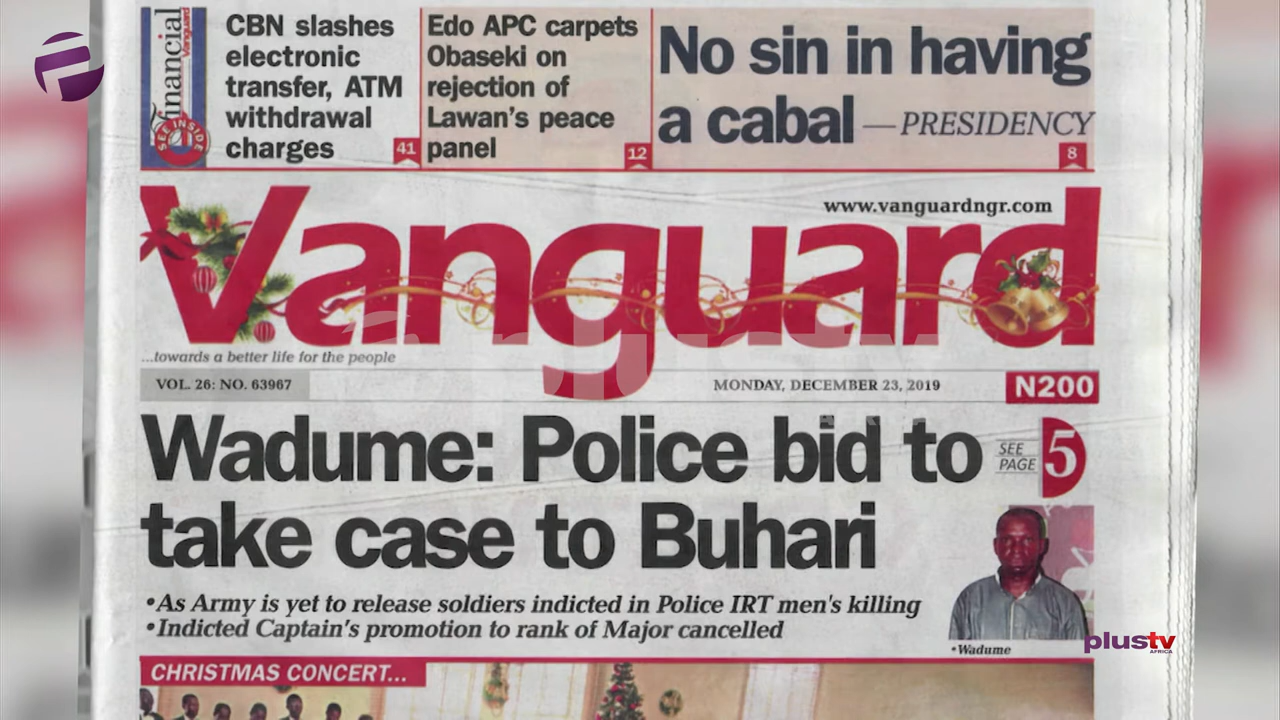 Financial
Vanguard
SEE INSIDE
CBN slashes
electronic
transfer, ATM
withdrawal
charges
41
Edo APC carpets
Obaseki on
rejection of
Lawan's peace
panel
12
No sin in having
a cabal — PRESIDENCY
8
www.vanguardngr.com
Vanguard
...towards a better life for the people
VOL. 26: NO. 63967
MONDAY, DECEMBER 23, 2019
N200
Wadume: Police bid to
take case to Buhari
SEE
PAGE
5
•As Army is yet to release soldiers indicted in Police IRT men's killing
•Indicted Captain's promotion to rank of Major cancelled
•Wadume
plustv
AFRICA
CHRISTMAS CONCERT...
plustv